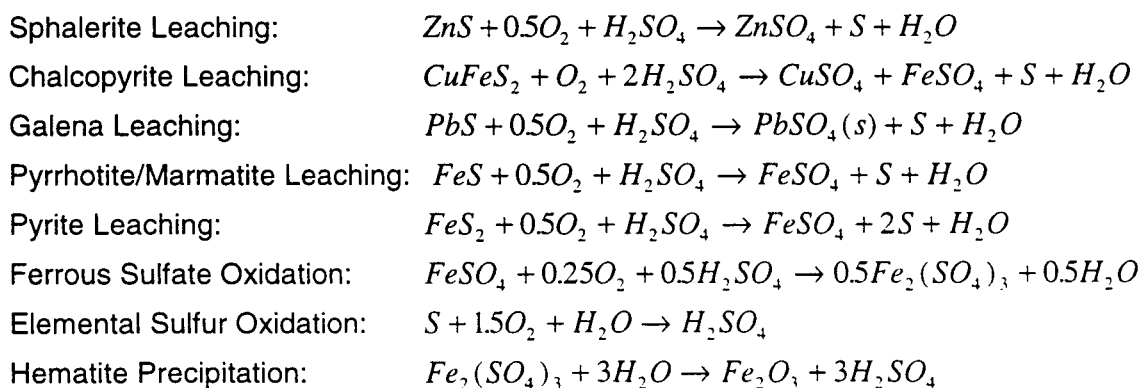 Sphalerite Leaching: ZnS + 0.5O₂ + H₂SO₄ → ZnSO₄ + S + H₂O
Chalcopyrite Leaching: CuFeS₂ + O₂ + 2H₂SO₄ → CuSO₄ + FeSO₄ + S + H₂O
Galena Leaching: PbS + 0.5O₂ + H₂SO₄ → PbSO₄(s) + S + H₂O
Pyrrhotite/Marmatite Leaching: FeS + 0.5O₂ + H₂SO₄ → FeSO₄ + S + H₂O
Pyrite Leaching: FeS₂ + 0.5O₂ + H₂SO₄ → FeSO₄ + 2S + H₂O
Ferrous Sulfate Oxidation: FeSO₄ + 0.25O₂ + 0.5H₂SO₄ → 0.5Fe₂(SO₄)₃ + 0.5H₂O
Elemental Sulfur Oxidation: S + 1.5O₂ + H₂O → H₂SO₄
Hematite Precipitation: Fe₂(SO₄)₃ + 3H₂O → Fe₂O₃ + 3H₂SO₄